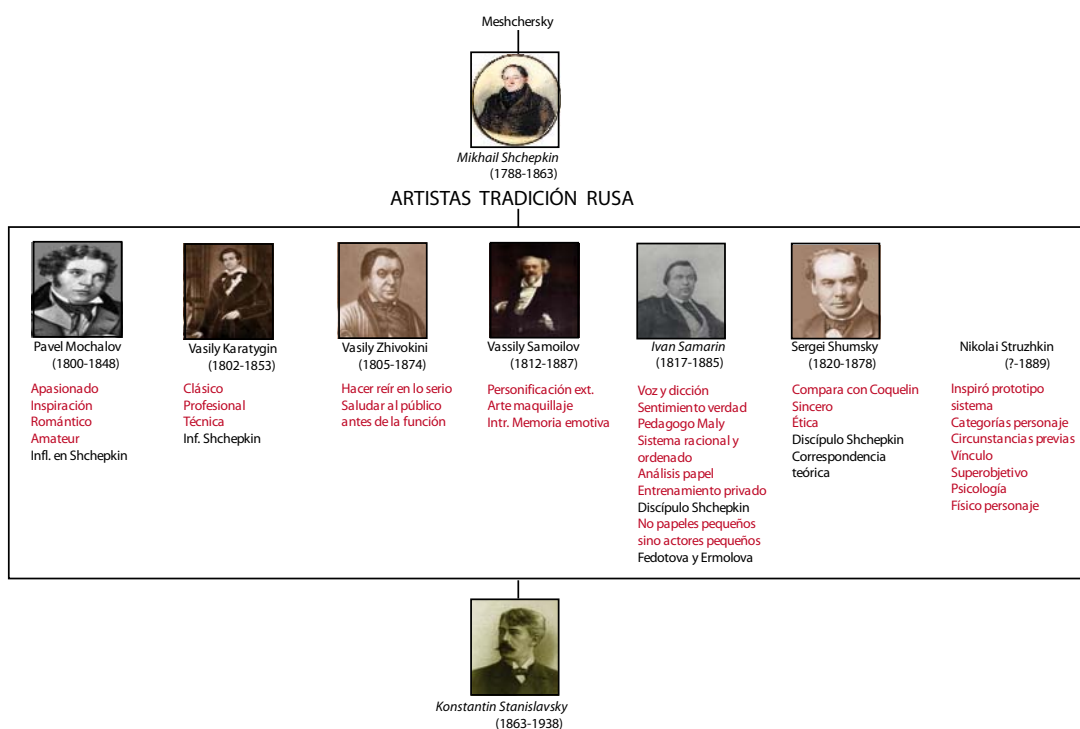 Meshchersky
Mikhail Shchepkin
(1788-1863)
ARTISTAS TRADICIÓN RUSA
Pavel Mochalov
(1800-1848)
Apasionado
Inspiración
Romántico
Amateur
Infl. en Shchepkin
Vasily Karatygin
(1802-1853)
Clásico
Profesional
Técnica
Inf. Shchepkin
Vasily Zhivokini
(1805-1874)
Hacer reír en lo serio
Saludar al público
antes de la función
Vassily Samoilov
(1812-1887)
Personificación ext.
Arte maquillaje
Intr. Memoria emotiva
Ivan Samarin
(1817-1885)
Voz y dicción
Sentimiento verdad
Pedagogo Maly
Sistema racional y
ordenado
Análisis papel
Entrenamiento privado
Discípulo Shchepkin
No papeles pequeños
sino actores pequeños
Fedotova y Ermolova
Sergei Shumsky
(1820-1878)
Compara con Coquelin
Sincero
Ética
Discípulo Shchepkin
Correspondencia
teórica
Nikolai Struzhkin
(?-1889)
Inspiró prototipo
sistema
Categorías personaje
Circunstancias previas
Vínculo
Superobjetivo
Psicología
Físico personaje
Konstantin Stanislavsky
(1863-1938)